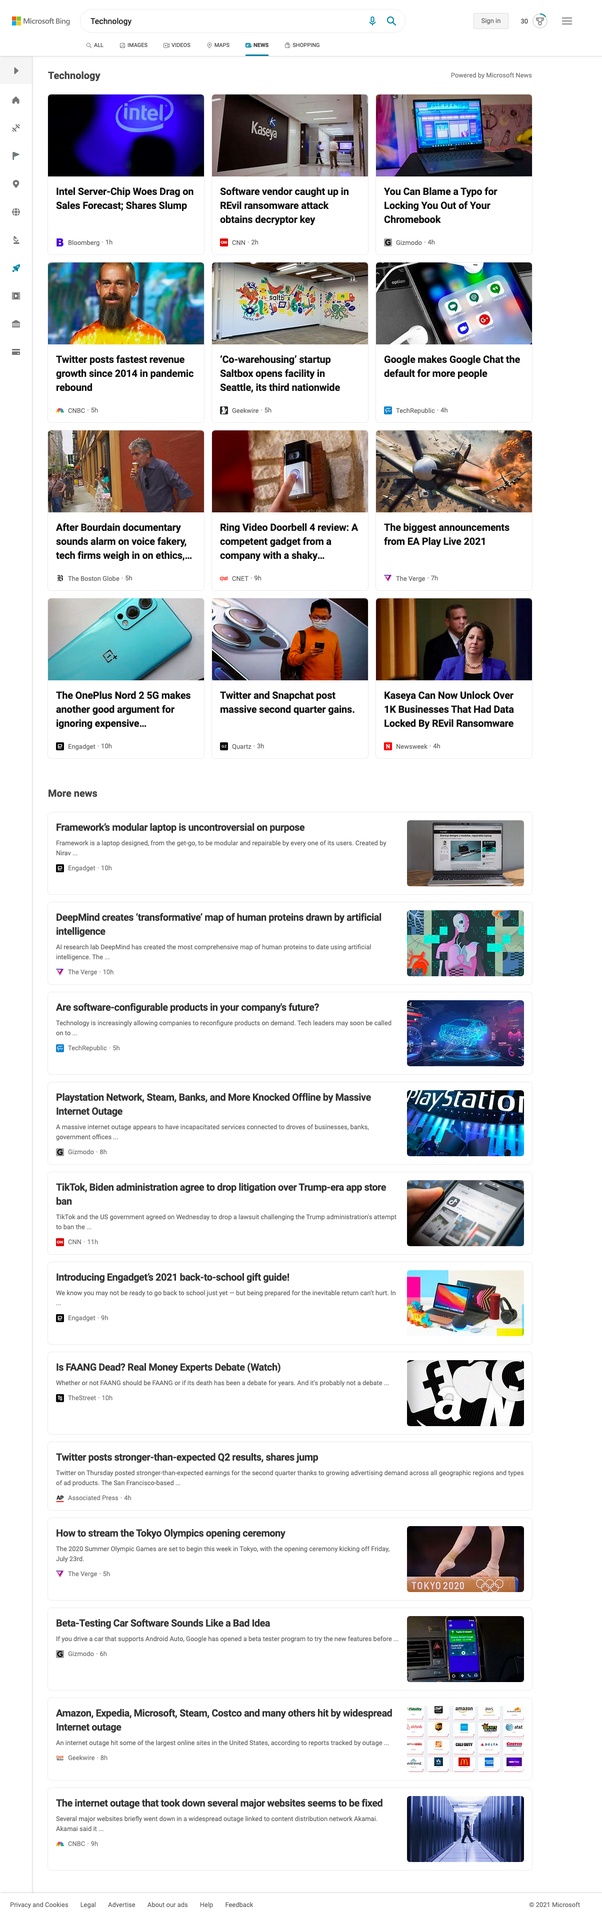 Microsoft Bing
Technology
Sign in
30
ALL
IMAGES
VIDEOS
MAPS
NEWS
SHOPPING
Technology
Powered by Microsoft News
intel
Kaseya
Intel Server-Chip Woes Drag on
Sales Forecast; Shares Slump
Bloomberg · 1h
Software vendor caught up in
REvil ransomware attack
obtains decryptor key
CNN · 2h
You Can Blame a Typo for
Locking You Out of Your
Chromebook
Gizmodo · 4h
option
Twitter posts fastest revenue
growth since 2014 in pandemic
rebound
CNBC · 5h
'Co-warehousing' startup
Saltbox opens facility in
Seattle, its third nationwide
Geekwire · 5h
Google makes Google Chat the
default for more people
TechRepublic · 4h
After Bourdain documentary
sounds alarm on voice fakery,
tech firms weigh in on ethics,...
The Boston Globe · 5h
Ring Video Doorbell 4 review: A
competent gadget from a
company with a shaky...
CNET · 9h
The biggest announcements
from EA Play Live 2021
The Verge · 7h
The OnePlus Nord 2 5G makes
another good argument for
ignoring expensive...
Engadget · 10h
Twitter and Snapchat post
massive second quarter gains.
Quartz · 3h
Kaseya Can Now Unlock Over
1K Businesses That Had Data
Locked By REvil Ransomware
Newsweek · 4h
More news
Framework's modular laptop is uncontroversial on purpose
Framework is a laptop designed, from the get-go, to be modular and repairable by every one of its users. Created by
Nirav ...
Engadget · 10h
DeepMind creates 'transformative' map of human proteins drawn by artificial
intelligence
AI research lab DeepMind has created the most comprehensive map of human proteins to date using artificial
intelligence. The ...
The Verge · 10h
Are software-configurable products in your company's future?
Technology is increasingly allowing companies to reconfigure products on demand. Tech leaders may soon be called
on to ...
TechRepublic · 5h
Playstation Network, Steam, Banks, and More Knocked Offline by Massive
Internet Outage
A massive internet outage appears to have incapacitated services connected to droves of businesses, banks,
government offices ...
Gizmodo · 8h
PlayStation
TikTok, Biden administration agree to drop litigation over Trump-era app store
ban
TikTok and the US government agreed on Wednesday to drop a lawsuit challenging the Trump administration's attempt
to ban the ...
CNN · 11h
Introducing Engadget's 2021 back-to-school gift guide!
We know you may not be ready to go back to school just yet — but being prepared for the inevitable return can't hurt. In
...
Engadget · 9h
Is FAANG Dead? Real Money Experts Debate (Watch)
Whether or not FAANG should be FAANG or if its death has been a debate for years. And it's probably not a debate ...
TheStreet · 10h
Twitter posts stronger-than-expected Q2 results, shares jump
Twitter on Thursday posted stronger-than-expected earnings for the second quarter thanks to growing advertising demand across all geographic regions and types
of ad products. The San Francisco-based ...
AP Associated Press · 4h
How to stream the Tokyo Olympics opening ceremony
The 2020 Summer Olympic Games are set to begin this week in Tokyo, with the opening ceremony kicking off Friday,
July 23rd.
The Verge · 5h
TOKYO 2020
Beta-Testing Car Software Sounds Like a Bad Idea
If you drive a car that supports Android Auto, Google has opened a beta tester program to try the new features before ...
Gizmodo · 6h
Amazon, Expedia, Microsoft, Steam, Costco and many others hit by widespread
Internet outage
An internet outage hit some of the largest online sites in the United States, according to reports tracked by outage ...
Geekwire · 8h
The internet outage that took down several major websites seems to be fixed
Several major websites briefly went down in a widespread outage linked to content distribution network Akamai.
Akamai said it ...
CNBC · 9h
Privacy and Cookies
Legal
Advertise
About our ads
Help
Feedback
© 2021 Microsoft